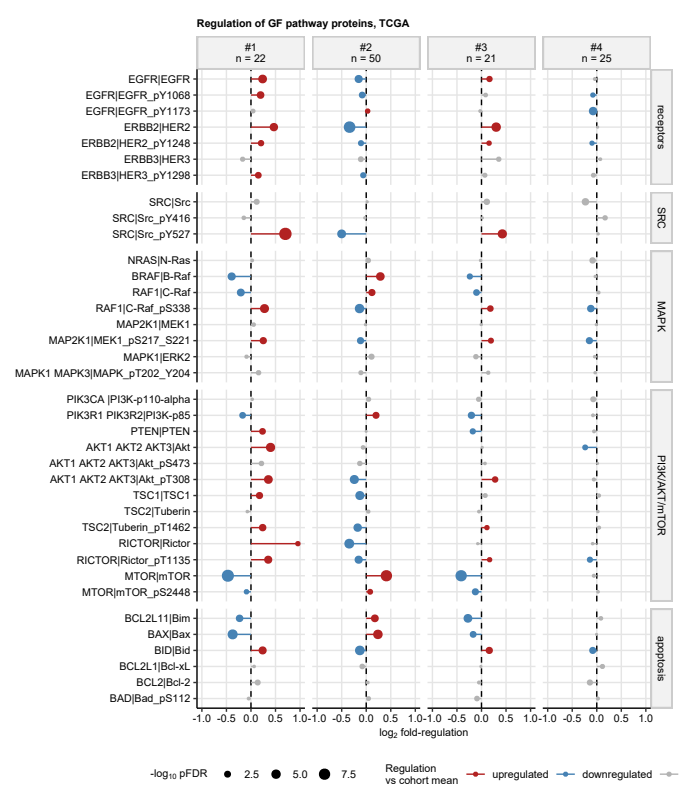 Regulation of GF pathway proteins, TCGA
#1
n = 22
#2
n = 50
#3
n = 21
#4
n = 25
EGFR|EGFR
EGFR|EGFR_pY1068
EGFR|EGFR_pY1173
ERBB2|HER2
ERBB2|HER2_pY1248
ERBB3|HER3
ERBB3|HER3_pY1298
receptors
SRC|Src
SRC|Src_pY416
SRC|Src_pY527
SRC
NRAS|N-Ras
BRAF|B-Raf
RAF1|C-Raf
RAF1|C-Raf_pS338
MAP2K1|MEK1
MAP2K1|MEK1_pS217_S221
MAPK1|ERK2
MAPK1 MAPK3|MAPK_pT202_Y204
MAPK
PIK3CA |PI3K-p110-alpha
PIK3R1 PIK3R2|PI3K-p85
PTEN|PTEN
AKT1 AKT2 AKT3|Akt
AKT1 AKT2 AKT3|Akt_pS473
AKT1 AKT2 AKT3|Akt_pT308
TSC1|TSC1
TSC2|Tuberin
TSC2|Tuberin_pT1462
RICTOR|Rictor
RICTOR|Rictor_pT1135
MTOR|mTOR
MTOR|mTOR_pS2448
PI3K/AKT/mTOR
BCL2L11|Bim
BAX|Bax
BID|Bid
BCL2L1|Bcl-xL
BCL2|Bcl-2
BAD|Bad_pS112
apoptosis
-1.0 -0.5 0.0 0.5 1.0 -1.0 -0.5 0.0 0.5 1.0 -1.0 -0.5 0.0 0.5 1.0 -1.0 -0.5 0.0 0.5 1.0
log₂ fold-regulation
-log₁₀ pFDR 2.5 5.0 7.5
Regulation
vs cohort mean
upregulated downregulated